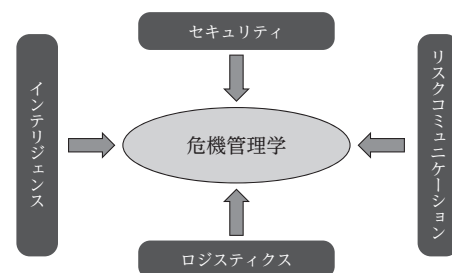 セキュリティ
インテリジェンス
危機管理学
リスクコミュニケーション
ロジスティクス